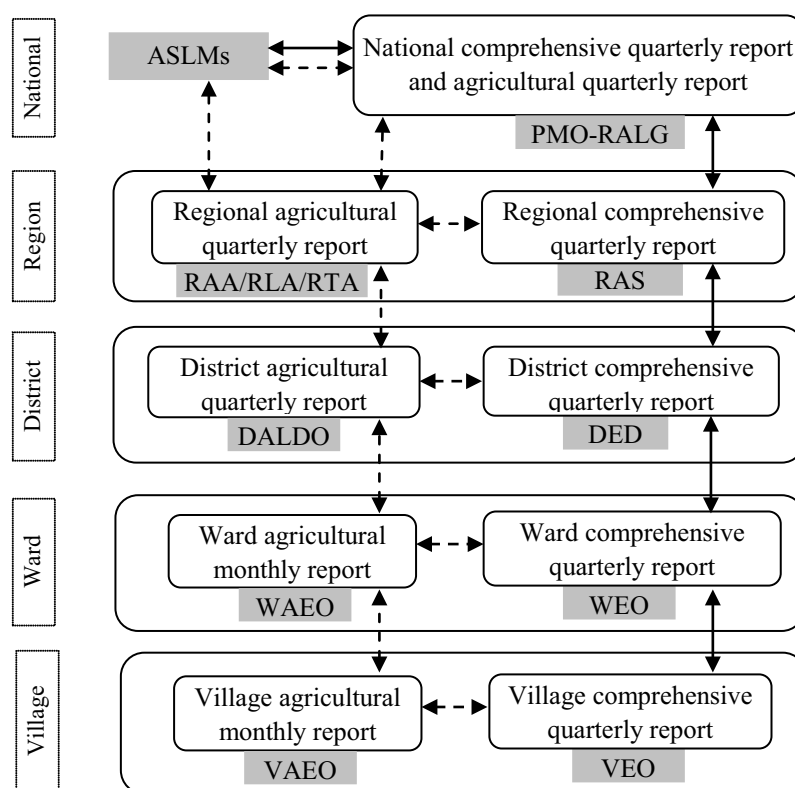 National
ASLMs
National comprehensive quarterly report
and agricultural quarterly report
PMO-RALG
Region
Regional agricultural
quarterly report
RAA/RLA/RTA
Regional comprehensive
quarterly report
RAS
District
District agricultural
quarterly report
DALDO
District comprehensive
quarterly report
DED
Ward
Ward agricultural
monthly report
WAEO
Ward comprehensive
quarterly report
WEO
Village
Village agricultural
monthly report
VAEO
Village comprehensive
quarterly report
VEO